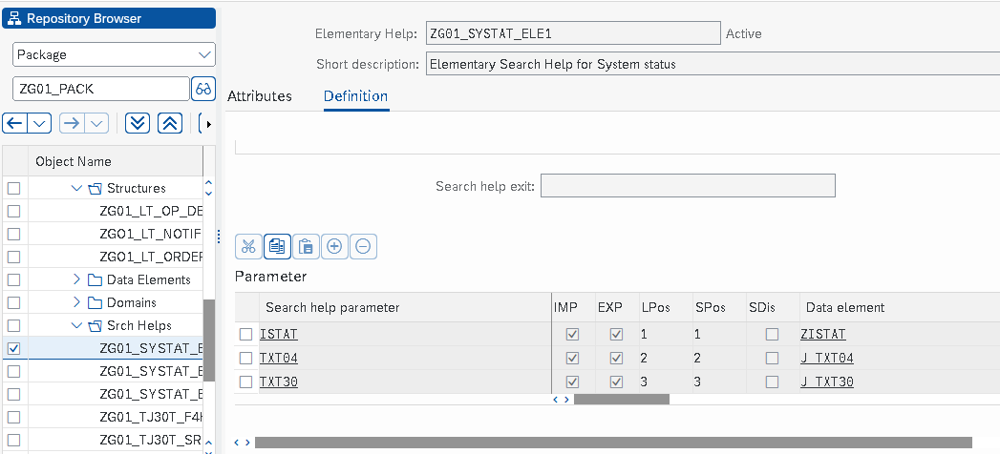 Repository Browser
Package
ZG01_PACK
Object Name
Structures
ZG01_LT_OP_DE
ZGO1_LT_NOTIF
ZGO1_LT_ORDER
Data Elements
Domains
Srch Helps
ZG01_SYSTAT_E
ZG01_SYSTAT_E
ZG01_SYSTAT_E
ZG01_TJ30T_F4H
ZG01_TJ30T_SR
Elementary Help: ZG01_SYSTAT_ELE1 Active
Short description: Elementary Search Help for System status
Attributes Definition
Search help exit:
Parameter
Search help parameter IMP EXP LPos SPos SDis Data element
ISTAT 1 1 ZISTAT
TXT04 2 2 J_TXT04
TXT30 3 3 J_TXT30